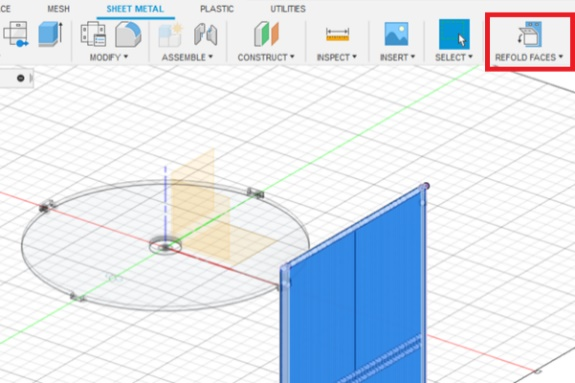 CE MESH SHEET METAL PLASTIC UTILITIES
MODIFY ASSEMBLE CONSTRUCT INSPECT INSERT SELECT REFOLD FACES